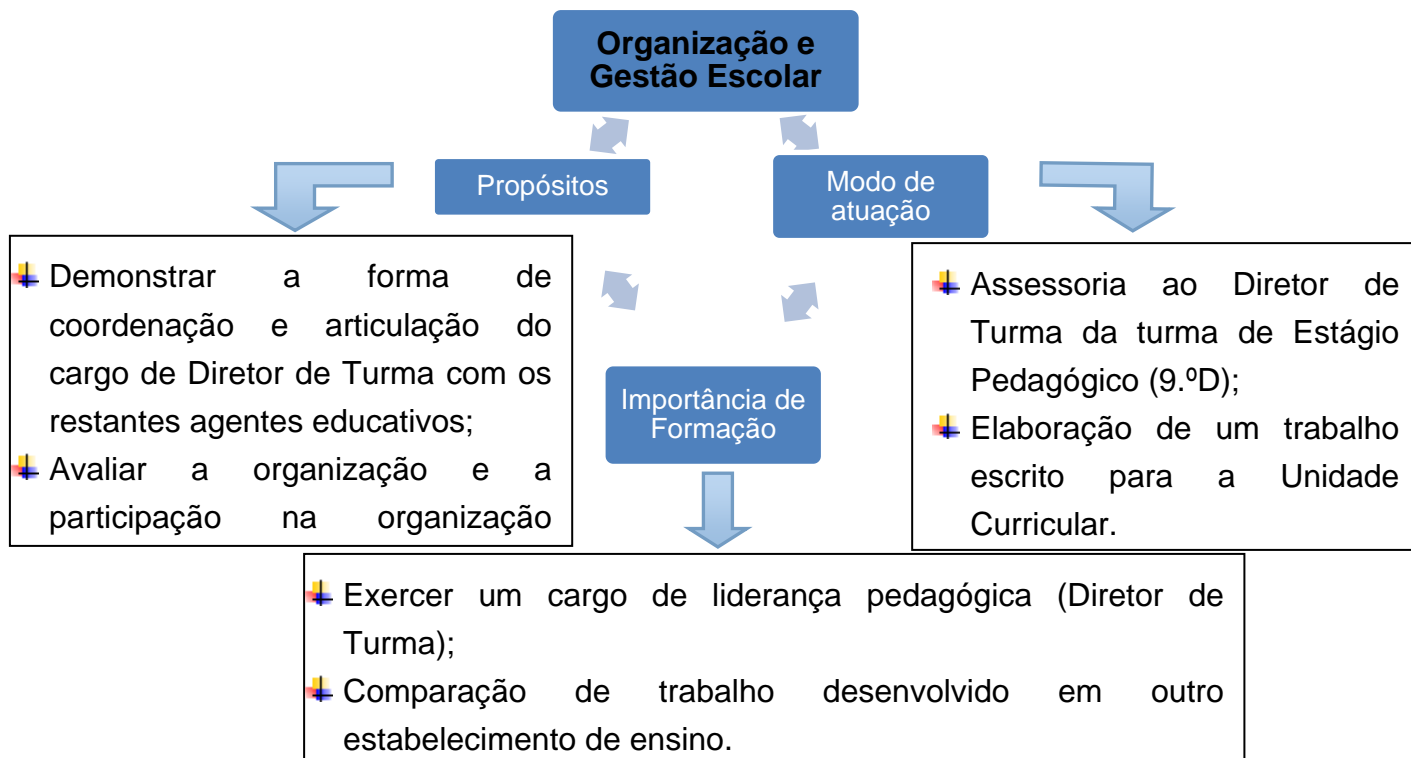 Organização e
Gestão Escolar
Propósitos
Modo de
atuação
Demonstrar a forma de
coordenação e articulação do
cargo de Diretor de Turma com os
restantes agentes educativos;
Avaliar a organização e a
participação na organização
Assessoria ao Diretor de
Turma da turma de Estágio
Pedagógico (9.ºD);
Elaboração de um trabalho
escrito para a Unidade
Curricular.
Importância de
Formação
Exercer um cargo de liderança pedagógica (Diretor de
Turma);
Comparação de trabalho desenvolvido em outro
estabelecimento de ensino.